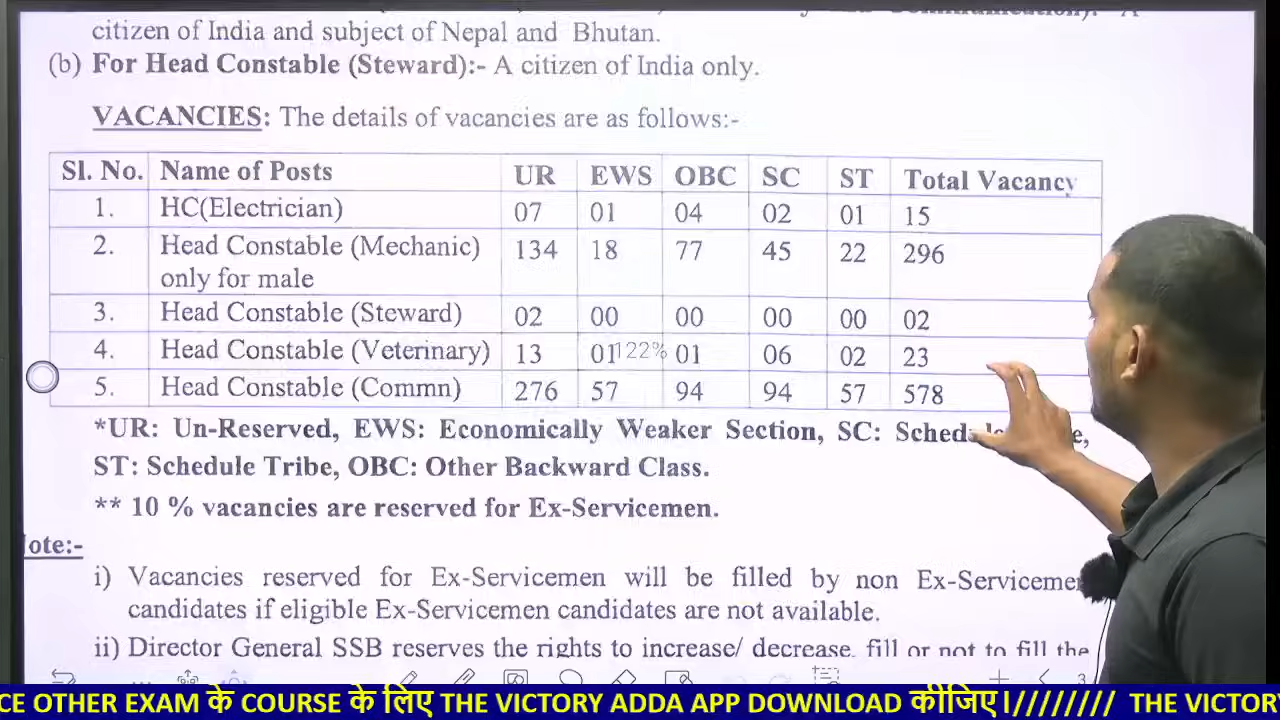 citizen of India and subject of Nepal and Bhutan.
(b) For Head Constable (Steward):- A citizen of India only.
VACANCIES: The details of vacancies are as follows:-
Sl. No. Name of Posts UR EWS OBC SC ST Total Vacancy
1. HC(Electrician) 07 01 04 02 01 15
2. Head Constable (Mechanic) 134 18 77 45 22 296
only for male
3. Head Constable (Steward) 02 00 00 00 00 02
4. Head Constable (Veterinary) 13 01 122% 01 06 02 23
5. Head Constable (Commn) 276 57 94 94 57 578
*UR: Un-Reserved, EWS: Economically Weaker Section, SC:
ST: Schedule Tribe, OBC: Other Backward Class.
** 10 % vacancies are reserved for Ex-Servicemen.
ote:-
i) Vacancies reserved for Ex-Servicemen will be filled by non Ex-Servicemen
candidates if eligible Ex-Servicemen candidates are not available.
ii) Director General SSB reserves the rights to increase/ decrease, fill or not to fill the
3
CE OTHER EXAM के COURSE के लिए THE VICTORY ADDA APP DOWNLOAD कीजिए।//////// THE VICTOR